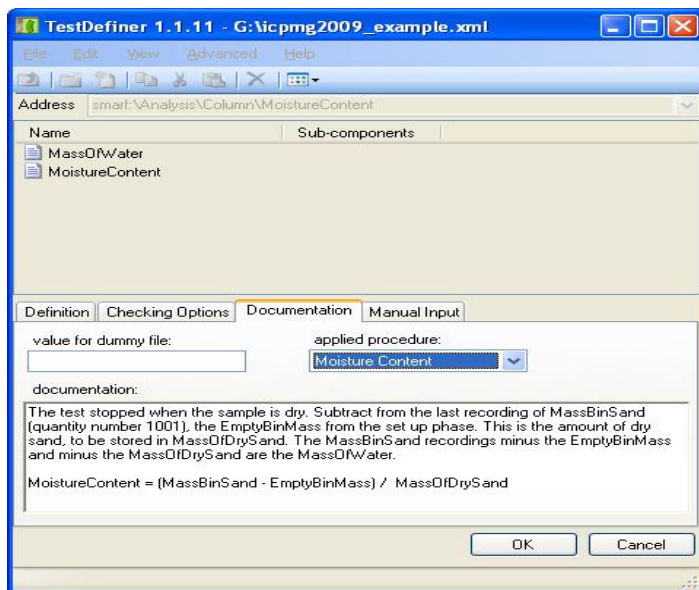 TestDefiner 1.1.11 - G:\icpmg2009_example.xml
File Edit View Advanced Help
Address smarf:\Analysis\Column\MoistureContent
Name Sub-components
MassOfWater
MoistureContent
Definition Checking Options Documentation Manual Input
value for dummy file: applied procedure:
Moisture Content
documentation:
The test stopped when the sample is dry. Subtract from the last recording of MassBinSand
(quantity number 1001), the EmptyBinMass from the set up phase. This is the amount of dry
sand, to be stored in MassOfDrySand. The MassBinSand recordings minus the EmptyBinMass
and minus the MassOfDrySand are the MassOfWater.
MoistureContent = (MassBinSand - EmptyBinMass) / MassOfDrySand
OK Cancel